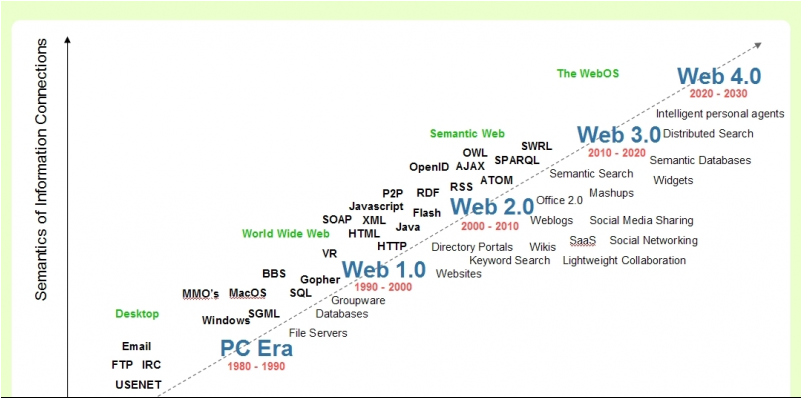 Semantics of Information Connections
The WebOS
Web 4.0
2020 - 2030
Intelligent personal agents
Semantic Web
Web 3.0
2010 - 2020
Distributed Search
SWRL
OWL
SPARQL
Semantic Databases
OpenID
AJAX
Semantic Search
Widgets
ATOM
RSS
P2P
RDF
Mashups
Office 2.0
Javascript
Web 2.0
2000 - 2010
Flash
SOAP
XML
Java
Weblogs
Social Media Sharing
World Wide Web
HTML
HTTP
Directory Portals
Wikis
SaaS
Social Networking
VR
Keyword Search
Lightweight Collaboration
BBS
Gopher
Web 1.0
1990 - 2000
Websites
MMO's
MacOS
SQL
Groupware
Desktop
Windows
SGML
Databases
File Servers
Email
PC Era
1980 - 1990
FTP
IRC
USENET